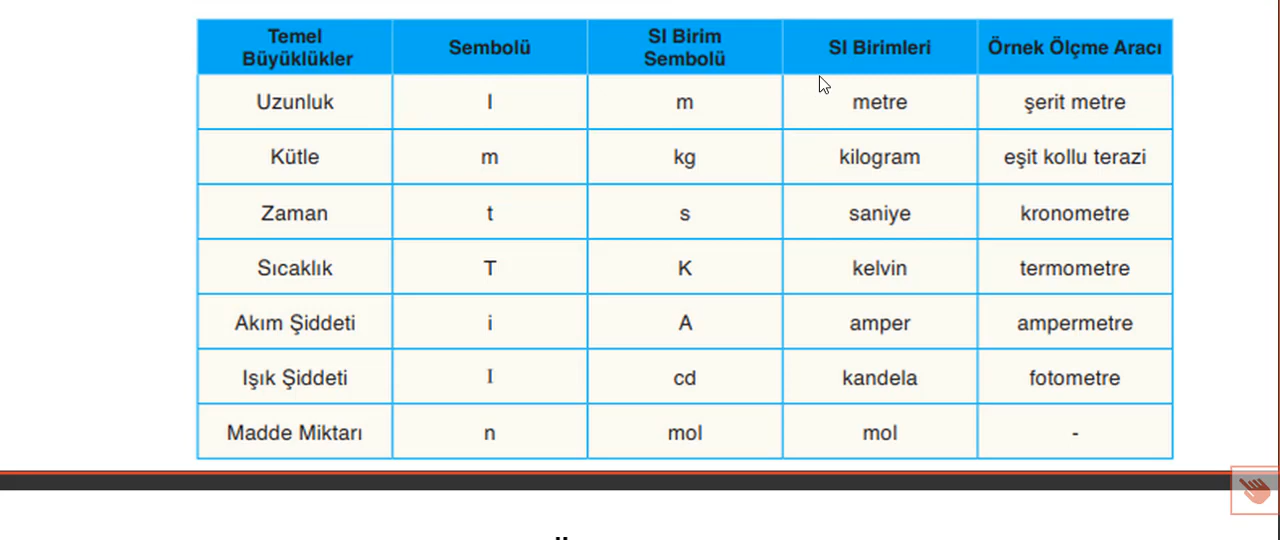 Temel Büyüklükler Sembolü SI Birim Sembolü SI Birimleri Örnek Ölçme Aracı
Uzunluk l m metre şerit metre
Kütle m kg kilogram eşit kollu terazi
Zaman t s saniye kronometre
Sıcaklık T K kelvin termometre
Akım Şiddeti i A amper ampermetre
Işık Şiddeti I cd kandela fotometre
Madde Miktarı n mol mol -